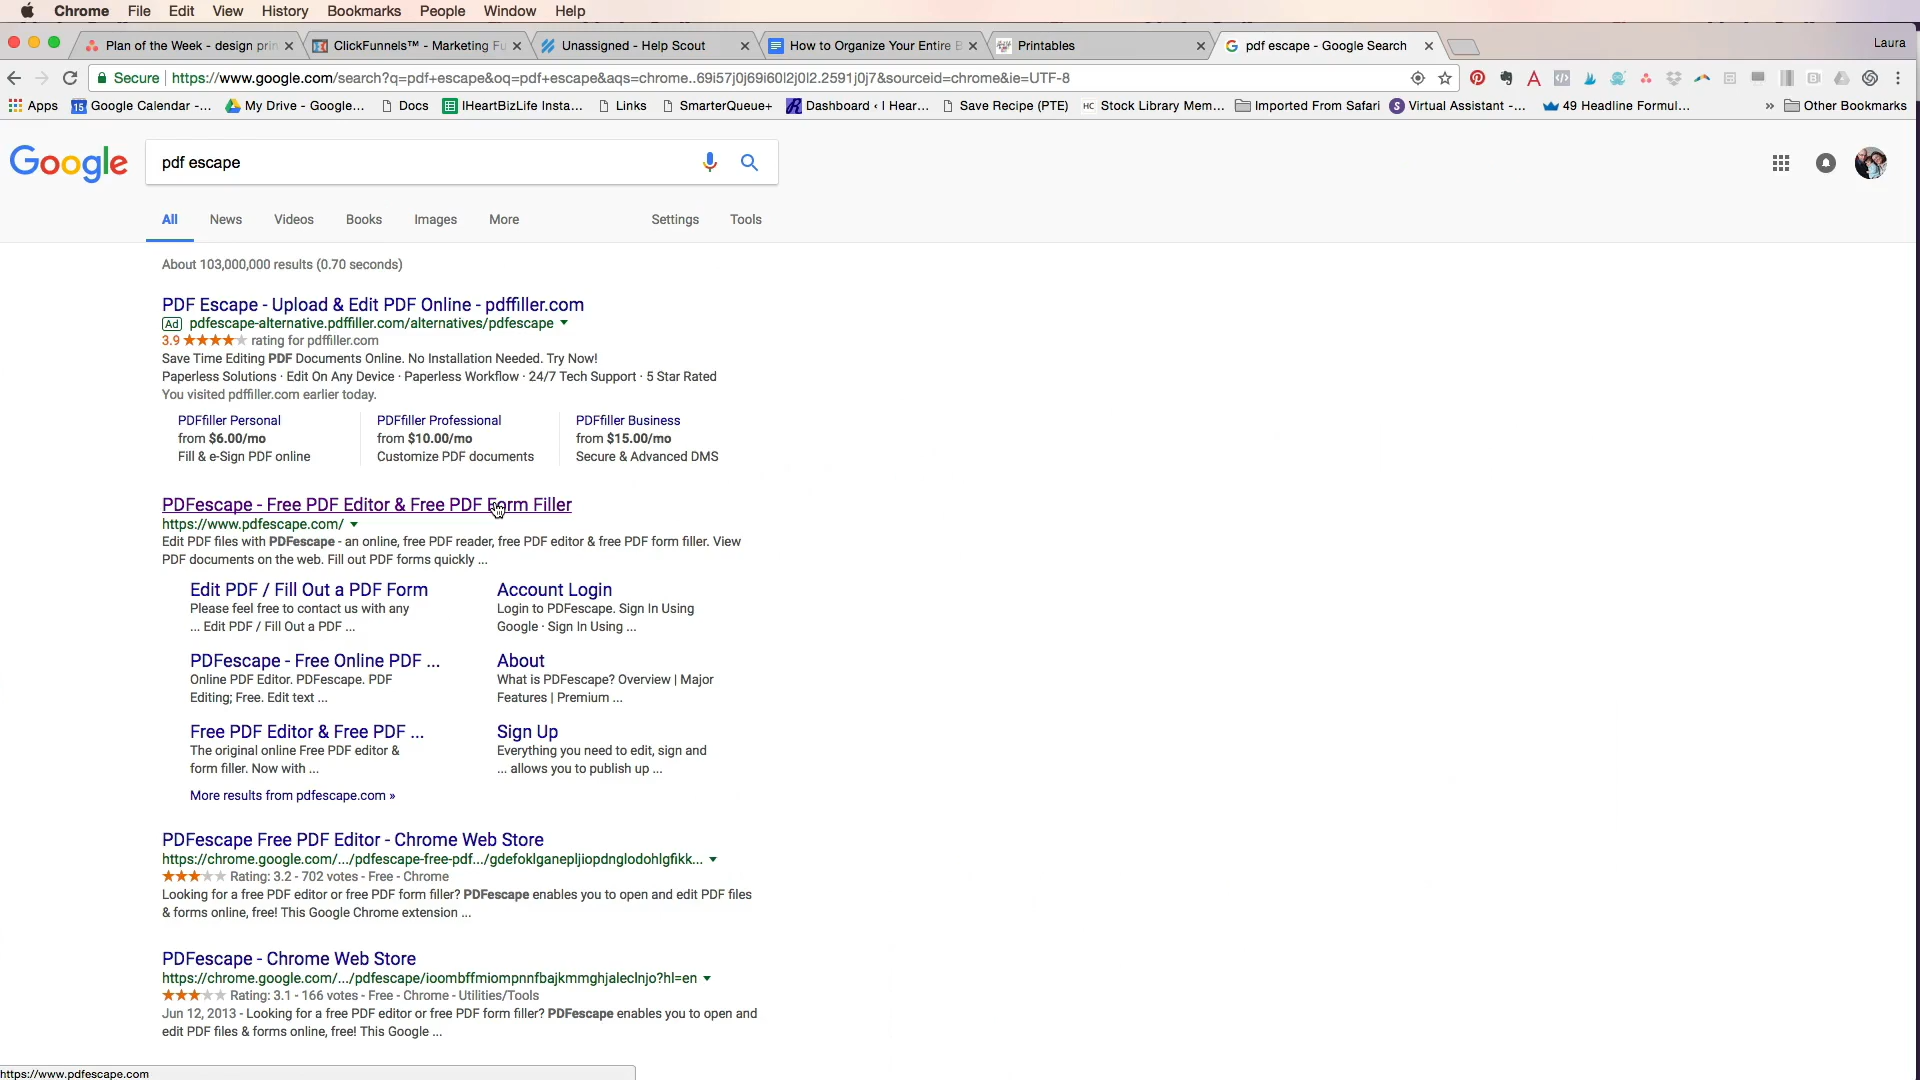 Chrome File Edit View History Bookmarks People Window Help
Plan of the Week - design prin
ClickFunnels™ - Marketing Fu
Unassigned - Help Scout
How to Organize Your Entire B
Printables
pdf escape - Google Search
Laura
Secure https://www.google.com/search?q=pdf+escape&oq=pdf+escape&aqs=chrome..69i57j0j69i60l2j0l2.2591j0j7&sourceid=chrome&ie=UTF-8
Apps Google Calendar -... My Drive - Google... Docs IHeartBizLife Insta... Links SmarterQueue+ Dashboard ‹ I Hear... Save Recipe (PTE) HC Stock Library Mem... Imported From Safari Virtual Assistant -... 49 Headline Formul... » Other Bookmarks
Google
pdf escape
All News Videos Books Images More Settings Tools
About 103,000,000 results (0.70 seconds)
PDF Escape - Upload & Edit PDF Online - pdffiller.com
Ad pdfescape-alternative.pdffiller.com/alternatives/pdfescape
3.9 ★★★★★ rating for pdffiller.com
Save Time Editing PDF Documents Online. No Installation Needed. Try Now!
Paperless Solutions · Edit On Any Device · Paperless Workflow · 24/7 Tech Support · 5 Star Rated
You visited pdffiller.com earlier today.
PDFfiller Personal PDFfiller Professional PDFfiller Business
from $6.00/mo from $10.00/mo from $15.00/mo
Fill & e-Sign PDF online Customize PDF documents Secure & Advanced DMS
PDFescape - Free PDF Editor & Free PDF Form Filler
https://www.pdfescape.com/
Edit PDF files with PDFescape - an online, free PDF reader, free PDF editor & free PDF form filler. View
PDF documents on the web. Fill out PDF forms quickly ...
Edit PDF / Fill Out a PDF Form
Please feel free to contact us with any
... Edit PDF / Fill Out a PDF ...
Account Login
Login to PDFescape. Sign In Using
Google · Sign In Using ...
PDFescape - Free Online PDF ...
Online PDF Editor. PDFescape. PDF
Editing; Free. Edit text ...
About
What is PDFescape? Overview | Major
Features | Premium ...
Free PDF Editor & Free PDF ...
The original online Free PDF editor &
form filler. Now with ...
Sign Up
Everything you need to edit, sign and
... allows you to publish up ...
More results from pdfescape.com »
PDFescape Free PDF Editor - Chrome Web Store
https://chrome.google.com/.../pdfescape-free-pdf.../gdefoklganepljiopdnglodohlgfikk...
★★★★★ Rating: 3.2 - 702 votes - Free - Chrome
Looking for a free PDF editor or free PDF form filler? PDFescape enables you to open and edit PDF files
& forms online, free! This Google Chrome extension ...
PDFescape - Chrome Web Store
https://chrome.google.com/.../pdfescape/ioombffmiompnnfbajkmmghjaleclnjo?hl=en
★★★★★ Rating: 3.1 - 166 votes - Free - Chrome - Utilities/Tools
Jun 12, 2013 - Looking for a free PDF editor or free PDF form filler? PDFescape enables you to open and
edit PDF files & forms online, free! This Google ...
https://www.pdfescape.com